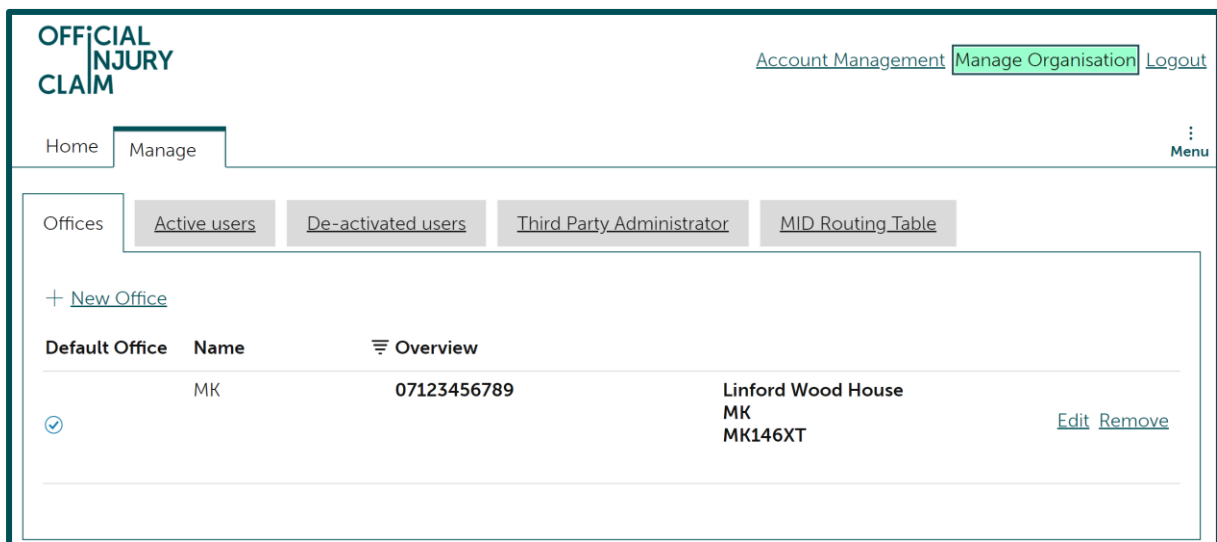 OFFiCIAL
INJURY
CLAIM
Account Management Manage Organisation Logout
Home Manage
Menu
Offices Active users De-activated users Third Party Administrator MID Routing Table
+ New Office
Default Office Name Overview
MK 07123456789 Linford Wood House
MK
MK146XT
Edit Remove